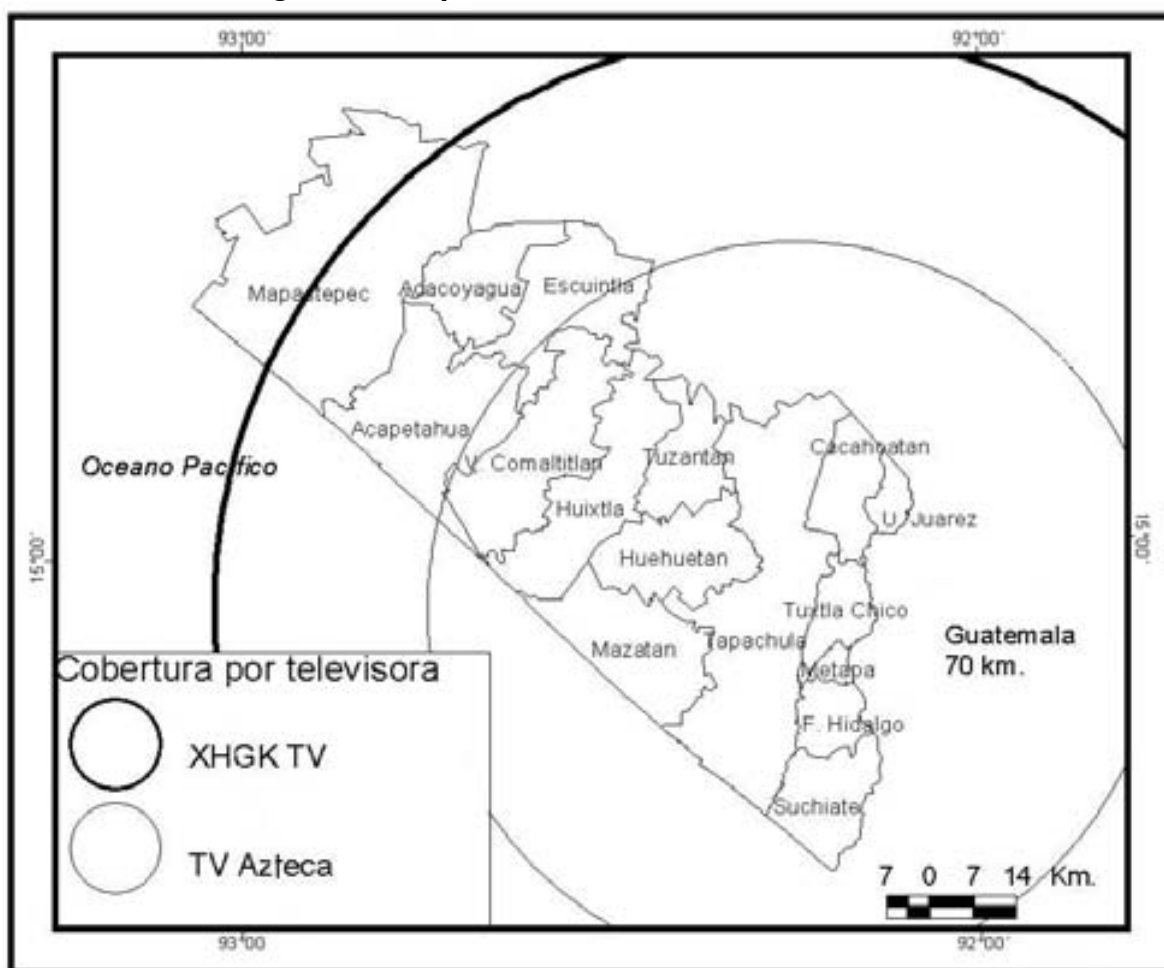 93°00´ 92°00´
Mapastepec
Acacoyagua
Escuintla
Acapetahua
Oceano Pacifico
V. Comaltitlan
Tuzantan
Cacahoatan
Huixtla
U. Juarez
15°00´
15°00´
Huehuetan
Tuxtla Chico
Mazatan
Tapachula
Guatemala
70 km.
Metapa
F. Hidalgo
Suchiate
Cobertura por televisora
XHGK TV
TV Azteca
7 0 7 14 Km.
93°00 92°00